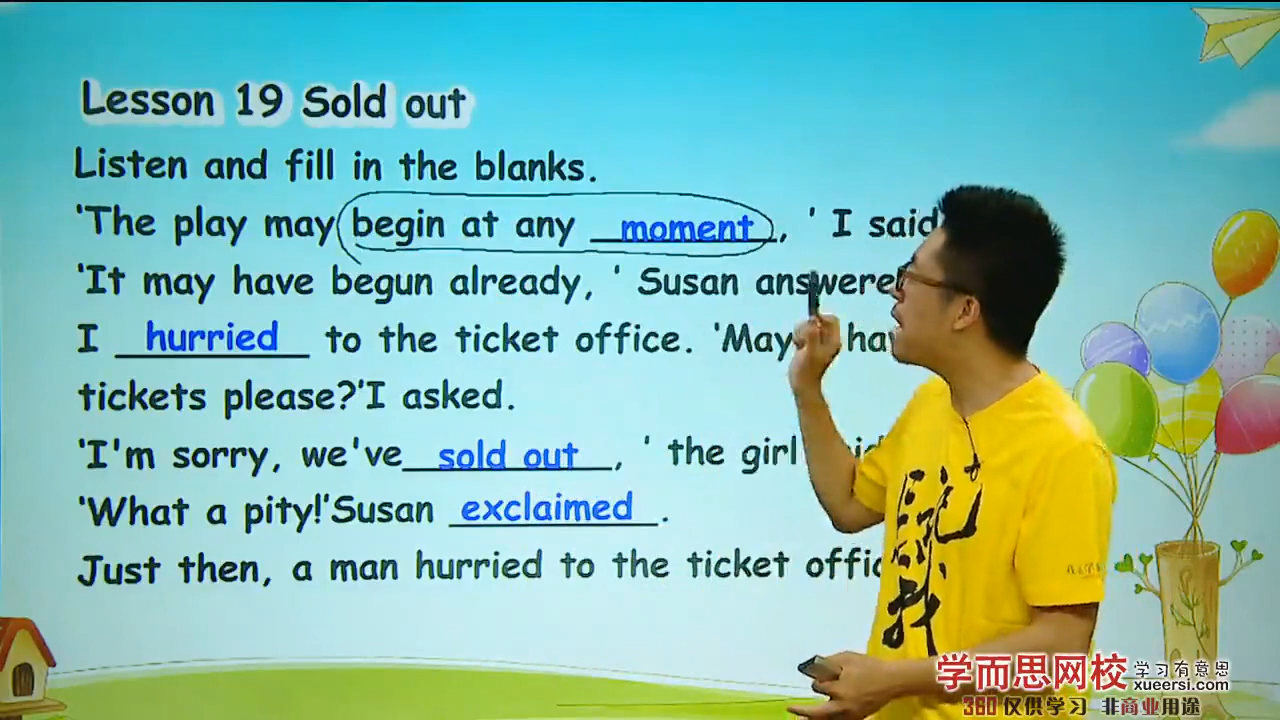 Lesson 19 Sold out
Listen and fill in the blanks.
'The play may begin at any moment, ' I said
'It may have begun already, ' Susan answere
I hurried to the ticket office. 'May hav
tickets please?'I asked.
'I'm sorry, we've sold out, ' the girl
'What a pity!'Susan exclaimed.
Just then, a man hurried to the ticket offic
学而思网校 学习有意思
xueersi.com
360 仅供学习 非商业用途